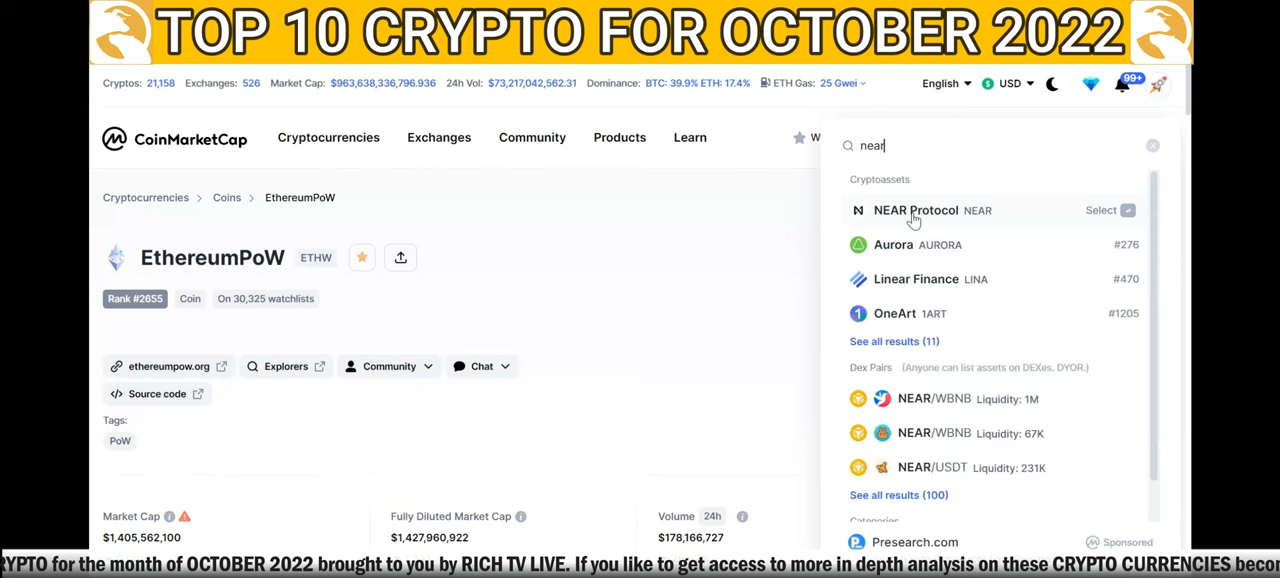 TOP 10 CRYPTO FOR OCTOBER 2022
Cryptos: 21,158 Exchanges: 526 Market Cap: $963,638,336,796.936 24h Vol: $73,217,042,562.31 Dominance: BTC: 39.9% ETH: 17.4% ETH Gas: 25 Gwei English USD 99+
CoinMarketCap Cryptocurrencies Exchanges Community Products Learn W
near
Cryptoassets
NEAR Protocol NEAR Select
Aurora AURORA #276
Linear Finance LINA #470
OneArt 1ART #1205
See all results (11)
Dex Pairs (Anyone can list assets on DEXes. DYOR.)
NEAR/WBNB Liquidity: 1M
NEAR/WBNB Liquidity: 67K
NEAR/USDT Liquidity: 231K
See all results (100)
Categories
Presearch.com Sponsored
Cryptocurrencies Coins EthereumPoW
EthereumPoW ETHW
Rank #2655 Coin On 30,325 watchlists
ethereumpow.org Explorers Community Chat
Source code
Tags:
PoW
Market Cap Fully Diluted Market Cap Volume 24h
$1,405,562,100 $1,427,960,922 $178,166,727
RYPTO for the month of OCTOBER 2022 brought to you by RICH TV LIVE. If you like to get access to more in depth analysis on these CRYPTO CURRENCIES beco